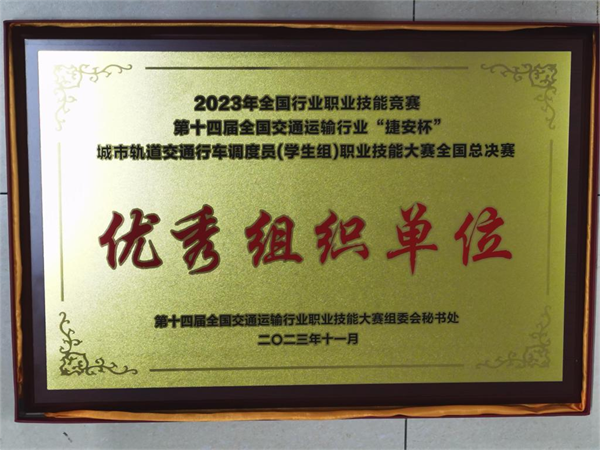 2023年全国行业职业技能竞赛
第十四届全国交通运输行业“捷安杯”
城市轨道交通行车调度员(学生组)职业技能大赛全国总决赛
优秀组织单位
第十四届全国交通运输行业职业技能大赛组委会秘书处
二〇二三年十一月